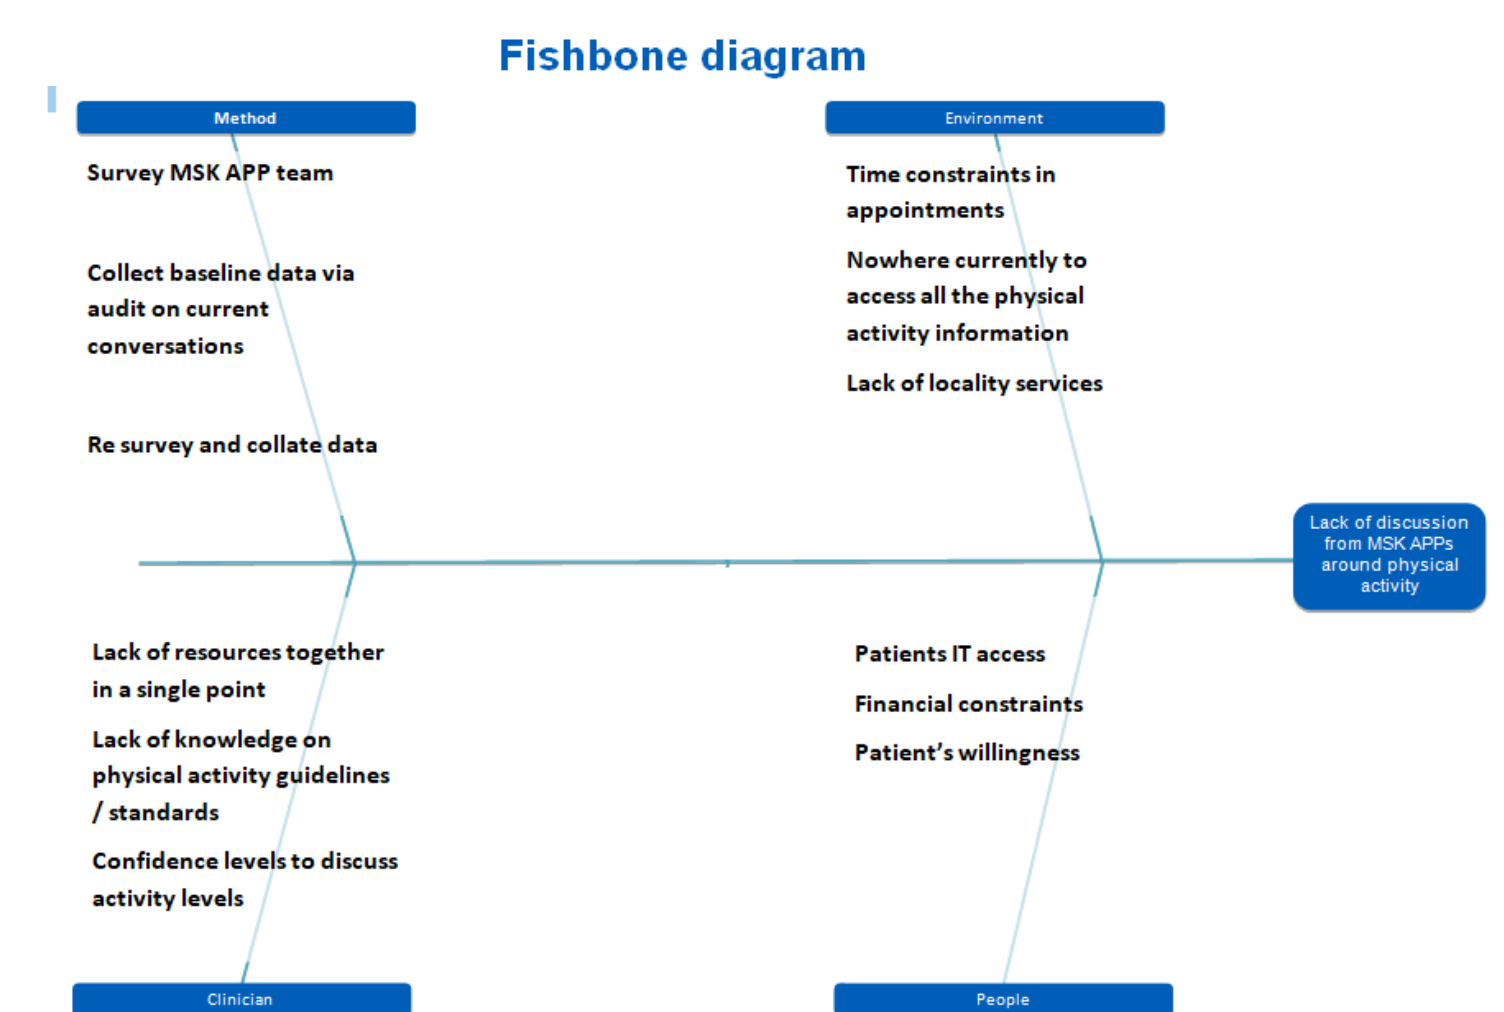 Fishbone diagram
Method
Survey MSK APP team
Collect baseline data via
audit on current
conversations
Re survey and collate data
Environment
Time constraints in
appointments
Nowhere currently to
access all the physical
activity information
Lack of locality services
Lack of discussion
from MSK APPs
around physical
activity
Lack of resources together
in a single point
Lack of knowledge on
physical activity guidelines
/ standards
Confidence levels to discuss
activity levels
Clinician
Patients IT access
Financial constraints
Patient’s willingness
People